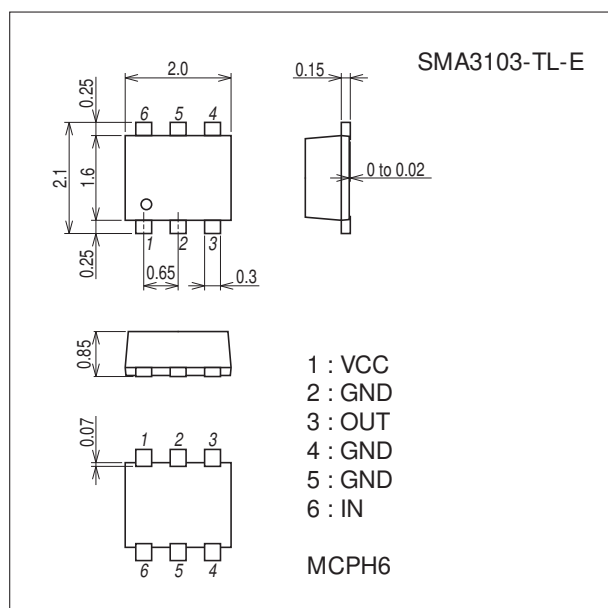 SMA3103-TL-E
2.0
0.15
0.25
6 5 4
2.1
1.6
0 to 0.02
0.25
1 2 3
0.65
0.3
0.85
1 : VCC
2 : GND
3 : OUT
4 : GND
5 : GND
6 : IN
0.07
1 2 3
6 5 4
MCPH6